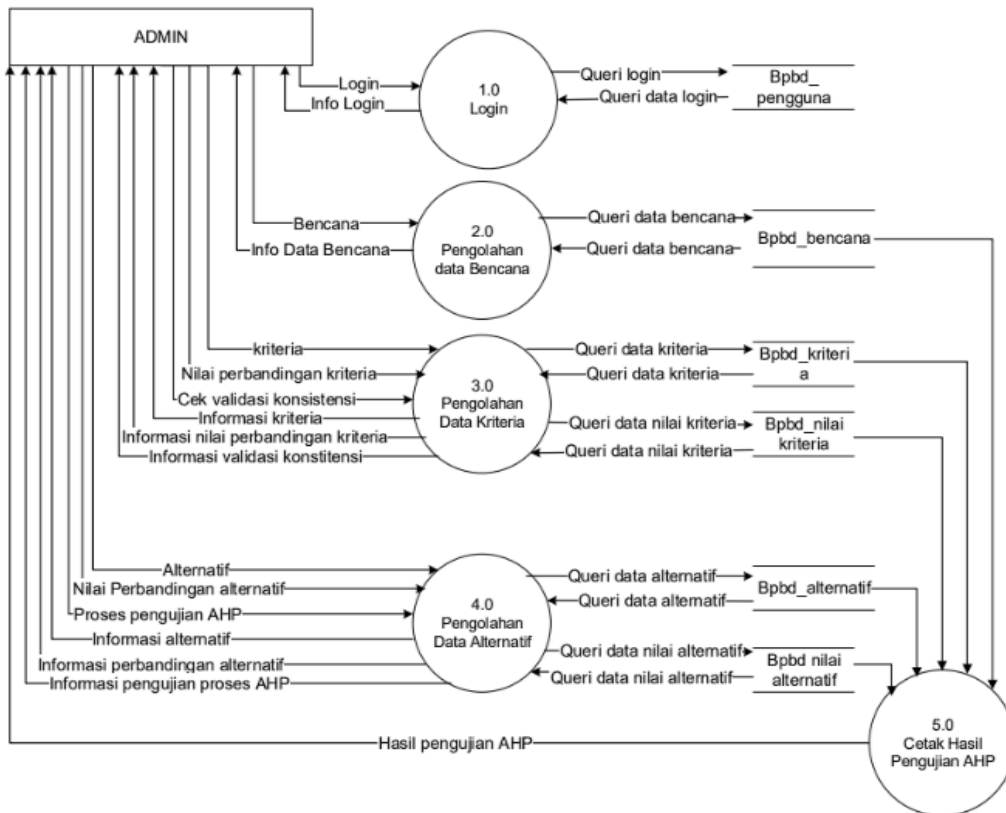 ADMIN
Login
Info Login
1.0
Login
Queri login
Queri data login
Bpbd_
pengguna
Bencana
Info Data Bencana
2.0
Pengolahan
data Bencana
Queri data bencana
Queri data bencana
Bpbd_bencana
kriteria
Nilai perbandingan kriteria
Cek validasi konsistensi
Informasi kriteria
Informasi nilai perbandingan kriteria
Informasi validasi konstitensi
3.0
Pengolahan
Data Kriteria
Queri data kriteria
Queri data kriteria
Bpbd_kriteri
a
Queri data nilai kriteria
Queri data nilai kriteria
Bpbd_nilai
kriteria
Alternatif
Nilai Perbandingan alternatif
Proses pengujian AHP
Informasi alternatif
Informasi perbandingan alternatif
Informasi pengujian proses AHP
4.0
Pengolahan
Data Alternatif
Queri data alternatif
Queri data alternatif
Bpbd_alternatif
Queri data nilai alternatif
Queri data nilai alternatif
Bpbd nilai
alternatif
Hasil pengujian AHP
5.0
Cetak Hasil
Pengujian AHP